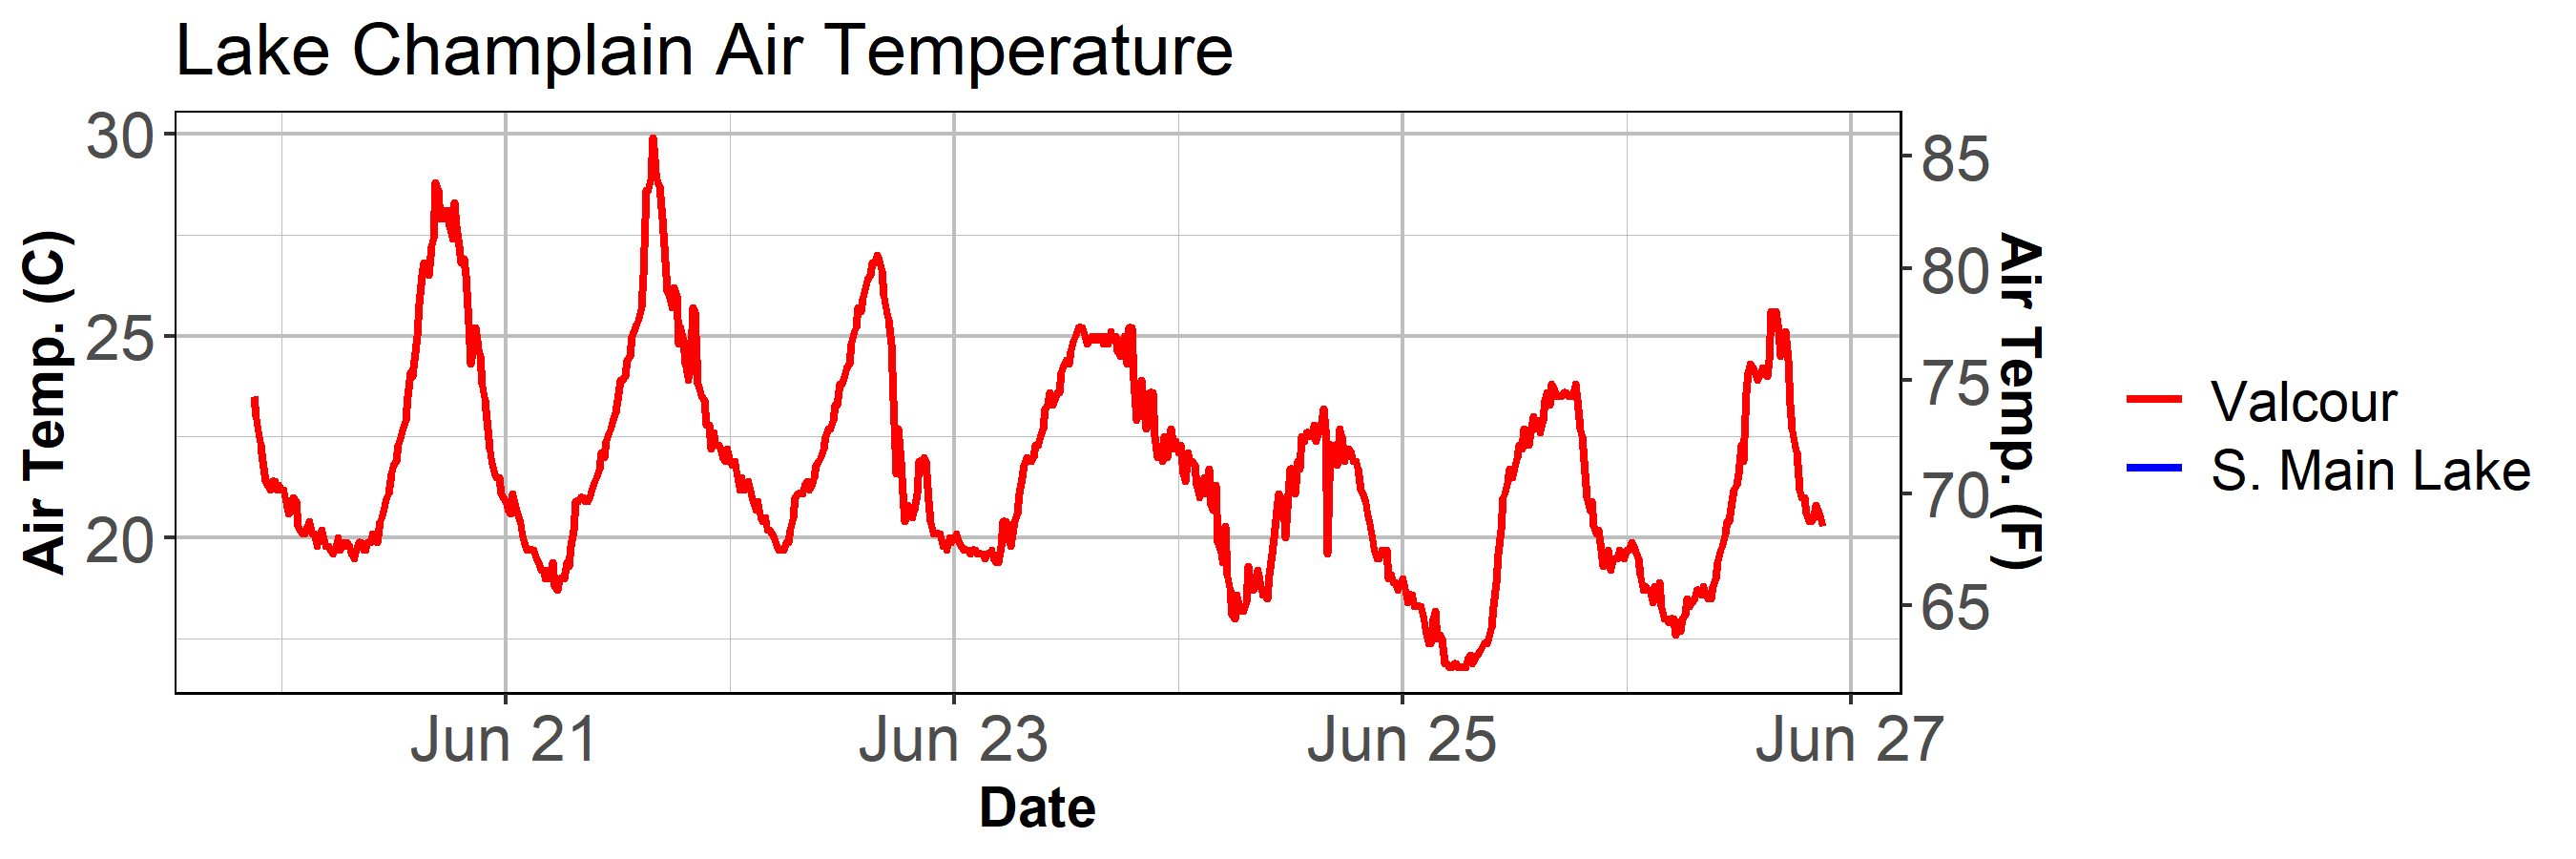 Lake Champlain Air Temperature
Air Temp. (C)
30
25
20
85
80
75
70
65
Air Temp. (F)
Jun 21
Jun 23
Jun 25
Jun 27
Date
Valcour
S. Main Lake